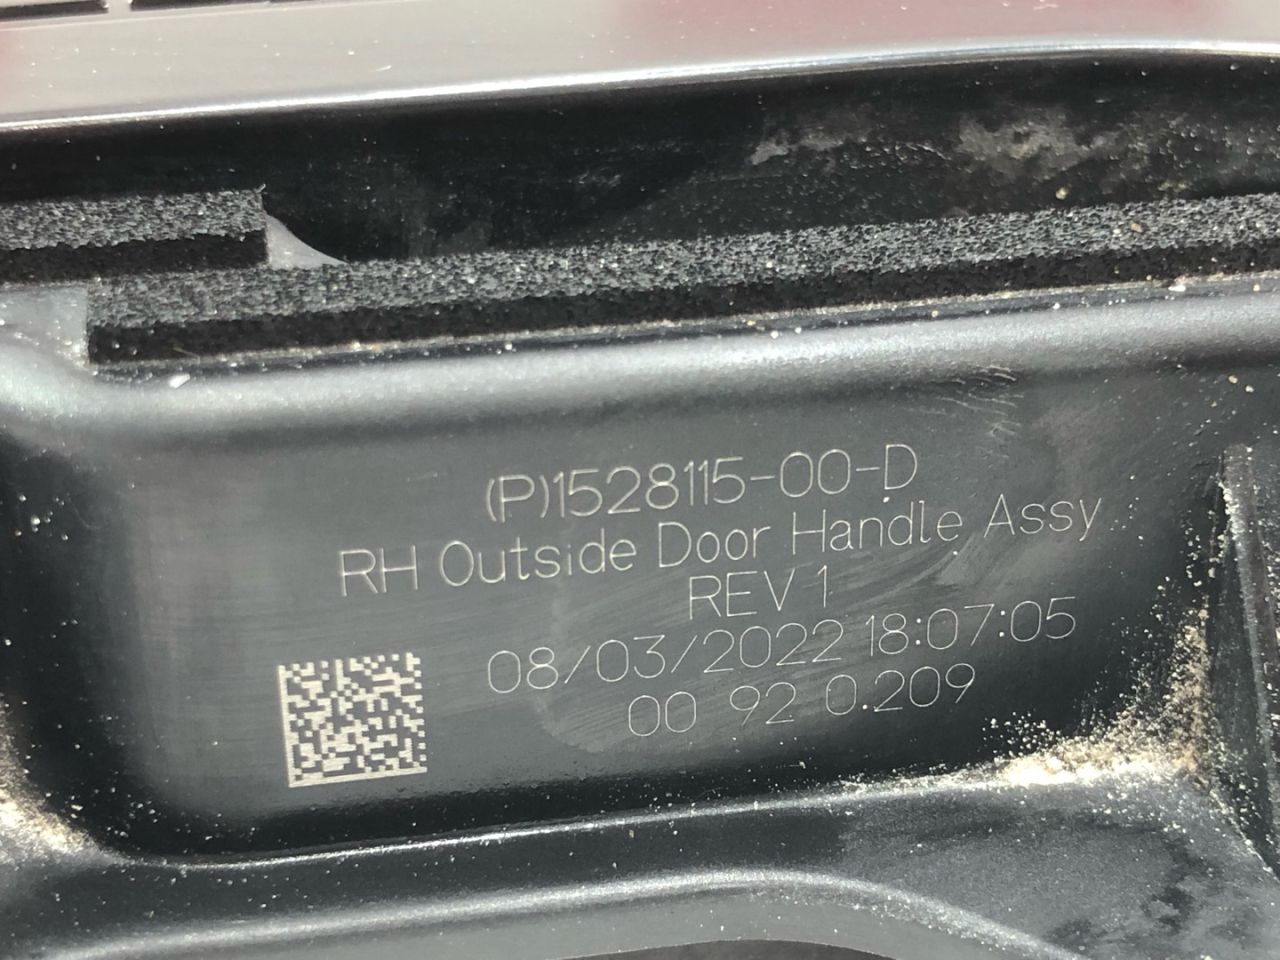 (P)1528115-00-D
RH Outside Door Handle Assy
REV 1
08/03/2022 18:07:05
00 92 0.209